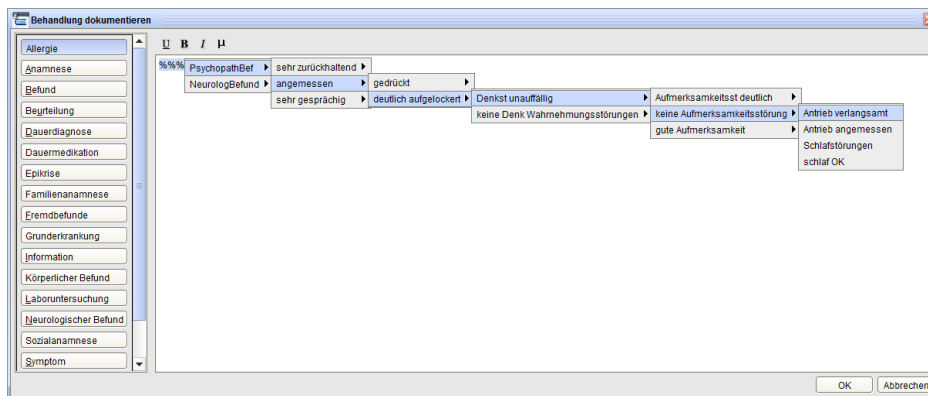 Behandlung dokumentieren
Allergie
Anamnese
Befund
Beurteilung
Dauerdiagnose
Dauermedikation
Epikrise
Familienanamnese
Fremdbefunde
Grunderkrankung
Information
Körperlicher Befund
Laboruntersuchung
Neurologischer Befund
Sozialanamnese
Symptom
U B I µ
%%%
PsychopathBef
NeurologBefund
sehr zurückhaltend
angemessen
sehr gesprächig
gedrückt
deutlich aufgelockert
Denkst unauffällig
keine Denk Wahrnehmungsstörungen
Aufmerksamkeitsst deutlich
keine Aufmerksamkeitsstörung
gute Aufmerksamkeit
Antrieb verlangsamt
Antrieb angemessen
Schlafstörungen
schlaf OK
OK
Abbrechen